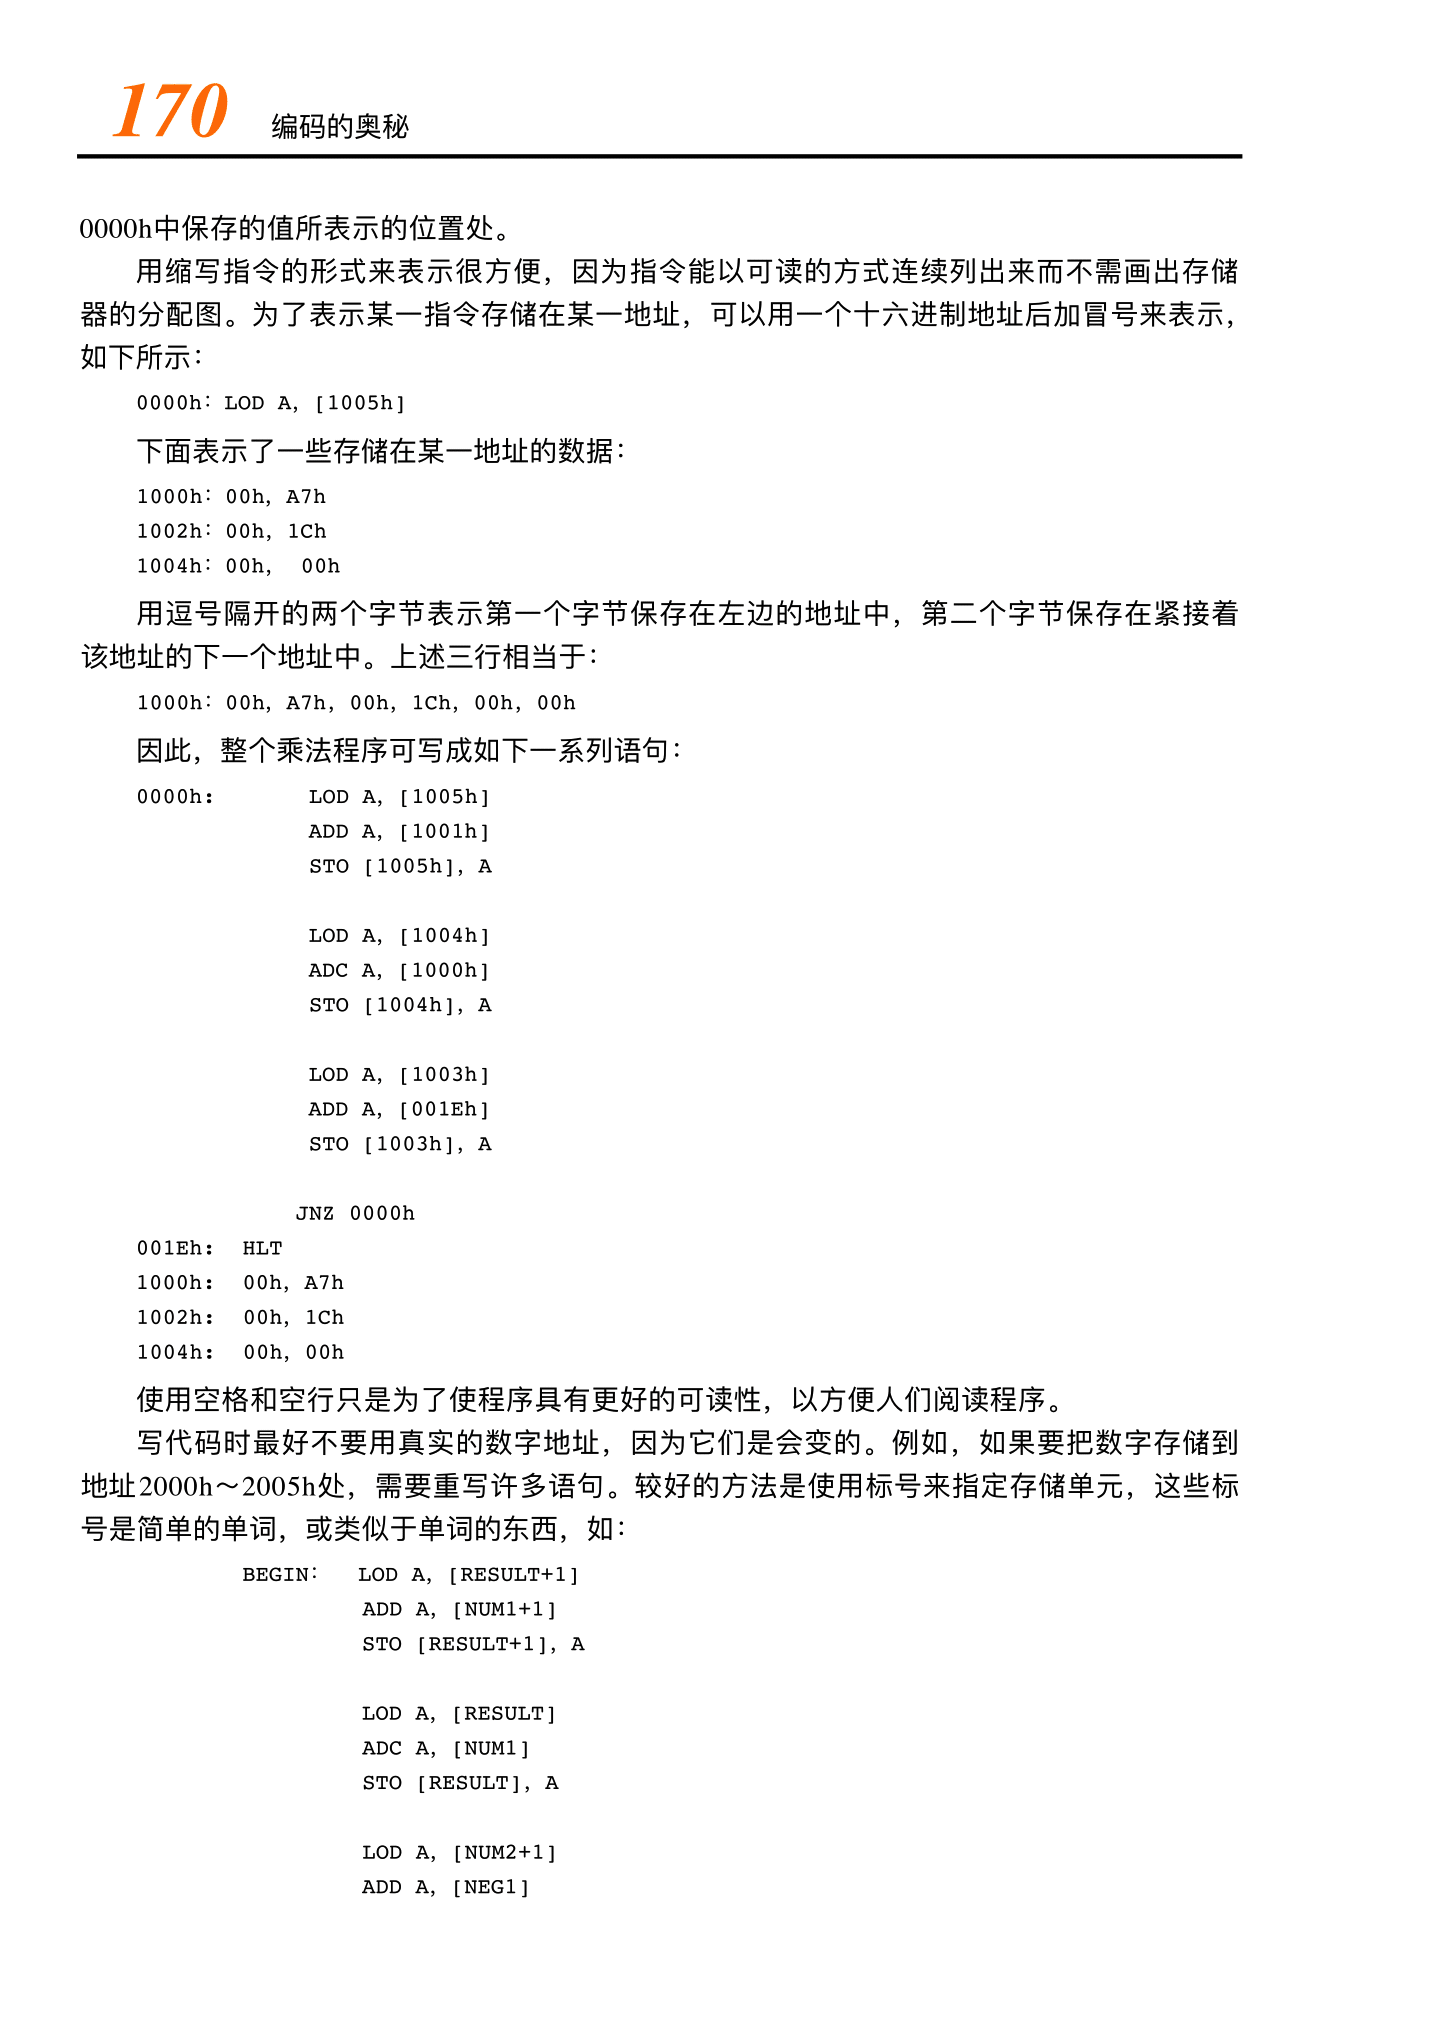 170 编码的奥秘
0000h中保存的值所表示的位置处。
用缩写指令的形式来表示很方便，因为指令能以可读的方式连续列出来而不需画出存储
器的分配图。为了表示某一指令存储在某一地址，可以用一个十六进制地址后加冒号来表示，
如下所示：
0000h: LOD A, [1005h]
下面表示了一些存储在某一地址的数据：
1000h: 00h, A7h
1002h: 00h, 1Ch
1004h: 00h, 00h
用逗号隔开的两个字节表示第一个字节保存在左边的地址中，第二个字节保存在紧接着
该地址的下一个地址中。上述三行相当于：
1000h: 00h, A7h, 00h, 1Ch, 00h, 00h
因此，整个乘法程序可写成如下一系列语句：
0000h: LOD A, [1005h]
ADD A, [1001h]
STO [1005h], A
LOD A, [1004h]
ADC A, [1000h]
STO [1004h], A
LOD A, [1003h]
ADD A, [001Eh]
STO [1003h], A
JNZ 0000h
001Eh: HLT
1000h: 00h, A7h
1002h: 00h, 1Ch
1004h: 00h, 00h
使用空格和空行只是为了使程序具有更好的可读性，以方便人们阅读程序。
写代码时最好不要用真实的数字地址，因为它们是会变的。例如，如果要把数字存储到
地址2000h～2005h处，需要重写许多语句。较好的方法是使用标号来指定存储单元，这些标
号是简单的单词，或类似于单词的东西，如：
BEGIN: LOD A, [RESULT+1]
ADD A, [NUM1+1]
STO [RESULT+1], A
LOD A, [RESULT]
ADC A, [NUM1]
STO [RESULT], A
LOD A, [NUM2+1]
ADD A, [NEG1]